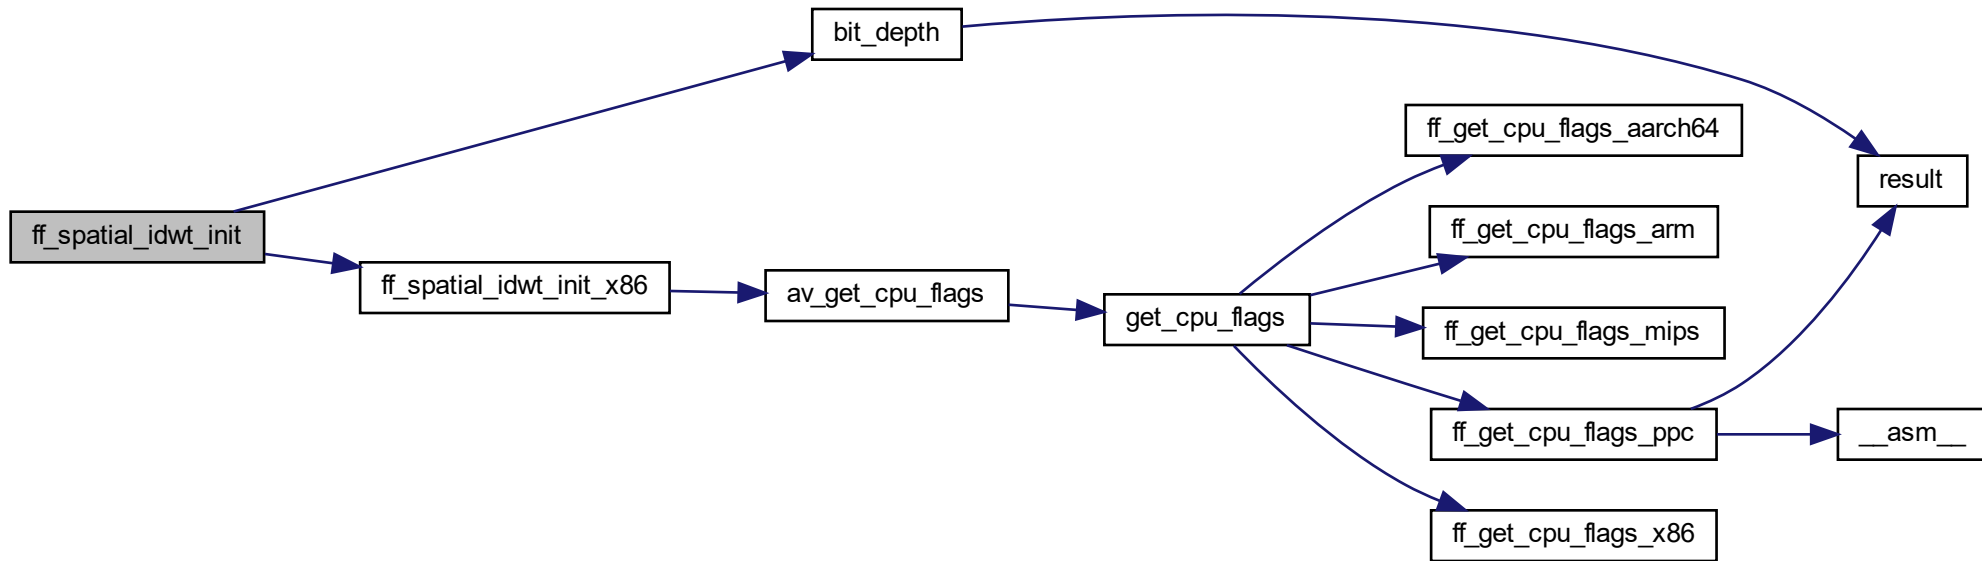 bit_depth
ff_get_cpu_flags_aarch64
result
ff_spatial_idwt_init
ff_get_cpu_flags_arm
ff_spatial_idwt_init_x86
av_get_cpu_flags
get_cpu_flags
ff_get_cpu_flags_mips
ff_get_cpu_flags_ppc
__asm__
ff_get_cpu_flags_x86